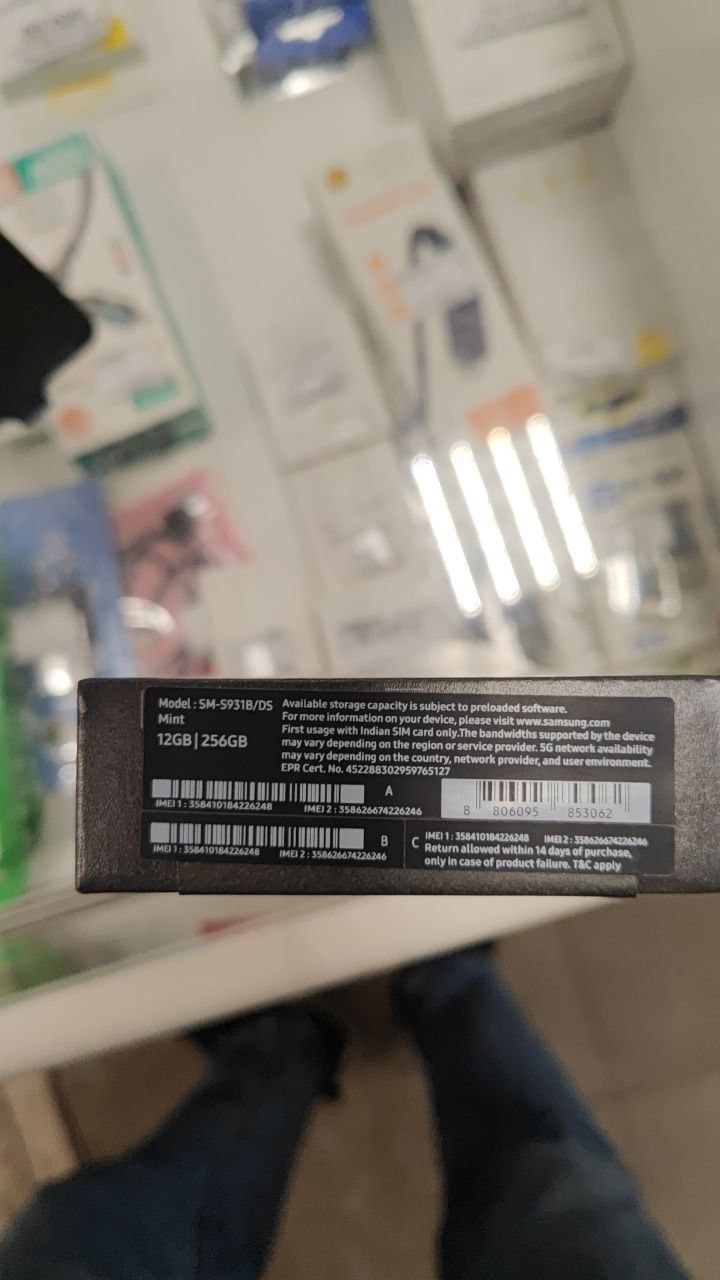 Model : SM-S931B/DS
Mint
12GB | 256GB
Available storage capacity is subject to preloaded software.
For more information on your device, please visit www.samsung.com
First usage with Indian SIM card only.The bandwidths supported by the device
may vary depending on the region or service provider. 5G network availability
may vary depending on the country, network provider, and user environment.
EPR Cert. No. 452288302959765127
A
IMEI 1 : 358410184226248 IMEI 2 : 358626674226246
8 806095 853062
B
IMEI 1 : 358410184226248 IMEI 2 : 358626674226246
C IMEI 1 : 358410184226248 IMEI 2 : 358626674226246
Return allowed within 14 days of purchase,
only in case of product failure. T&C apply